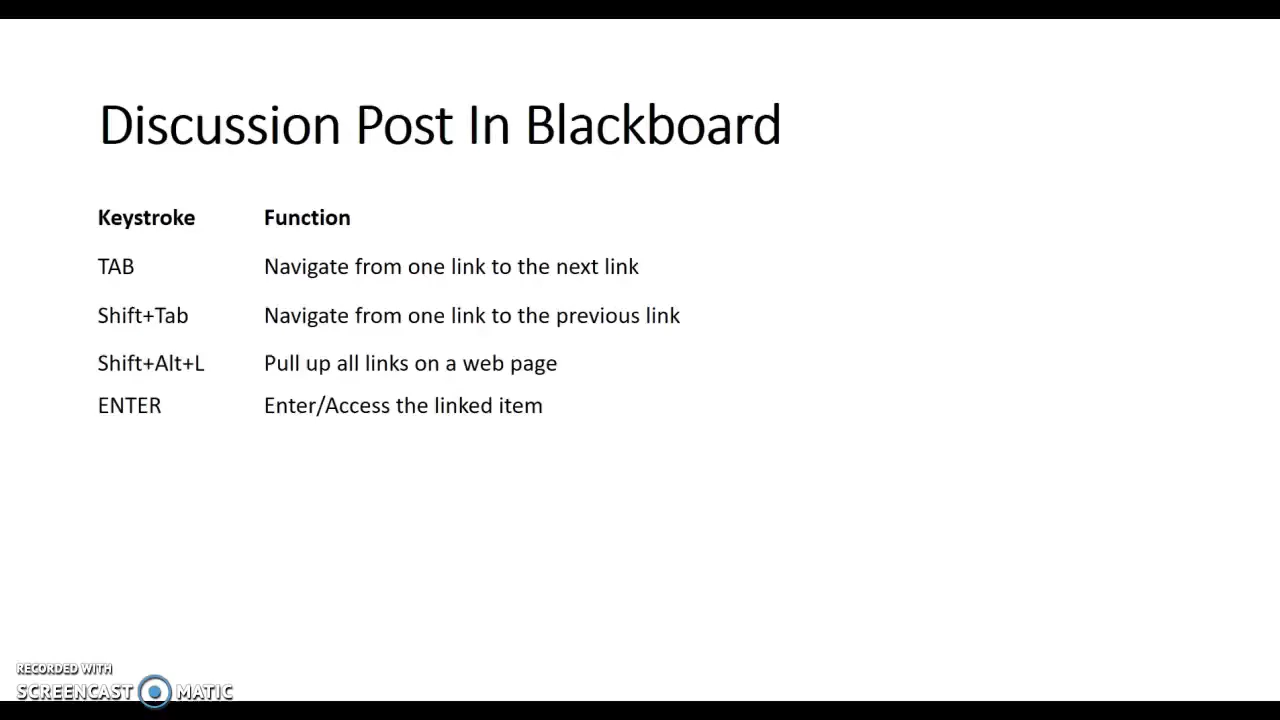 Discussion Post In Blackboard
Keystroke Function
TAB Navigate from one link to the next link
Shift+Tab Navigate from one link to the previous link
Shift+Alt+L Pull up all links on a web page
ENTER Enter/Access the linked item
RECORDED WITH
SCREENCAST MATIC